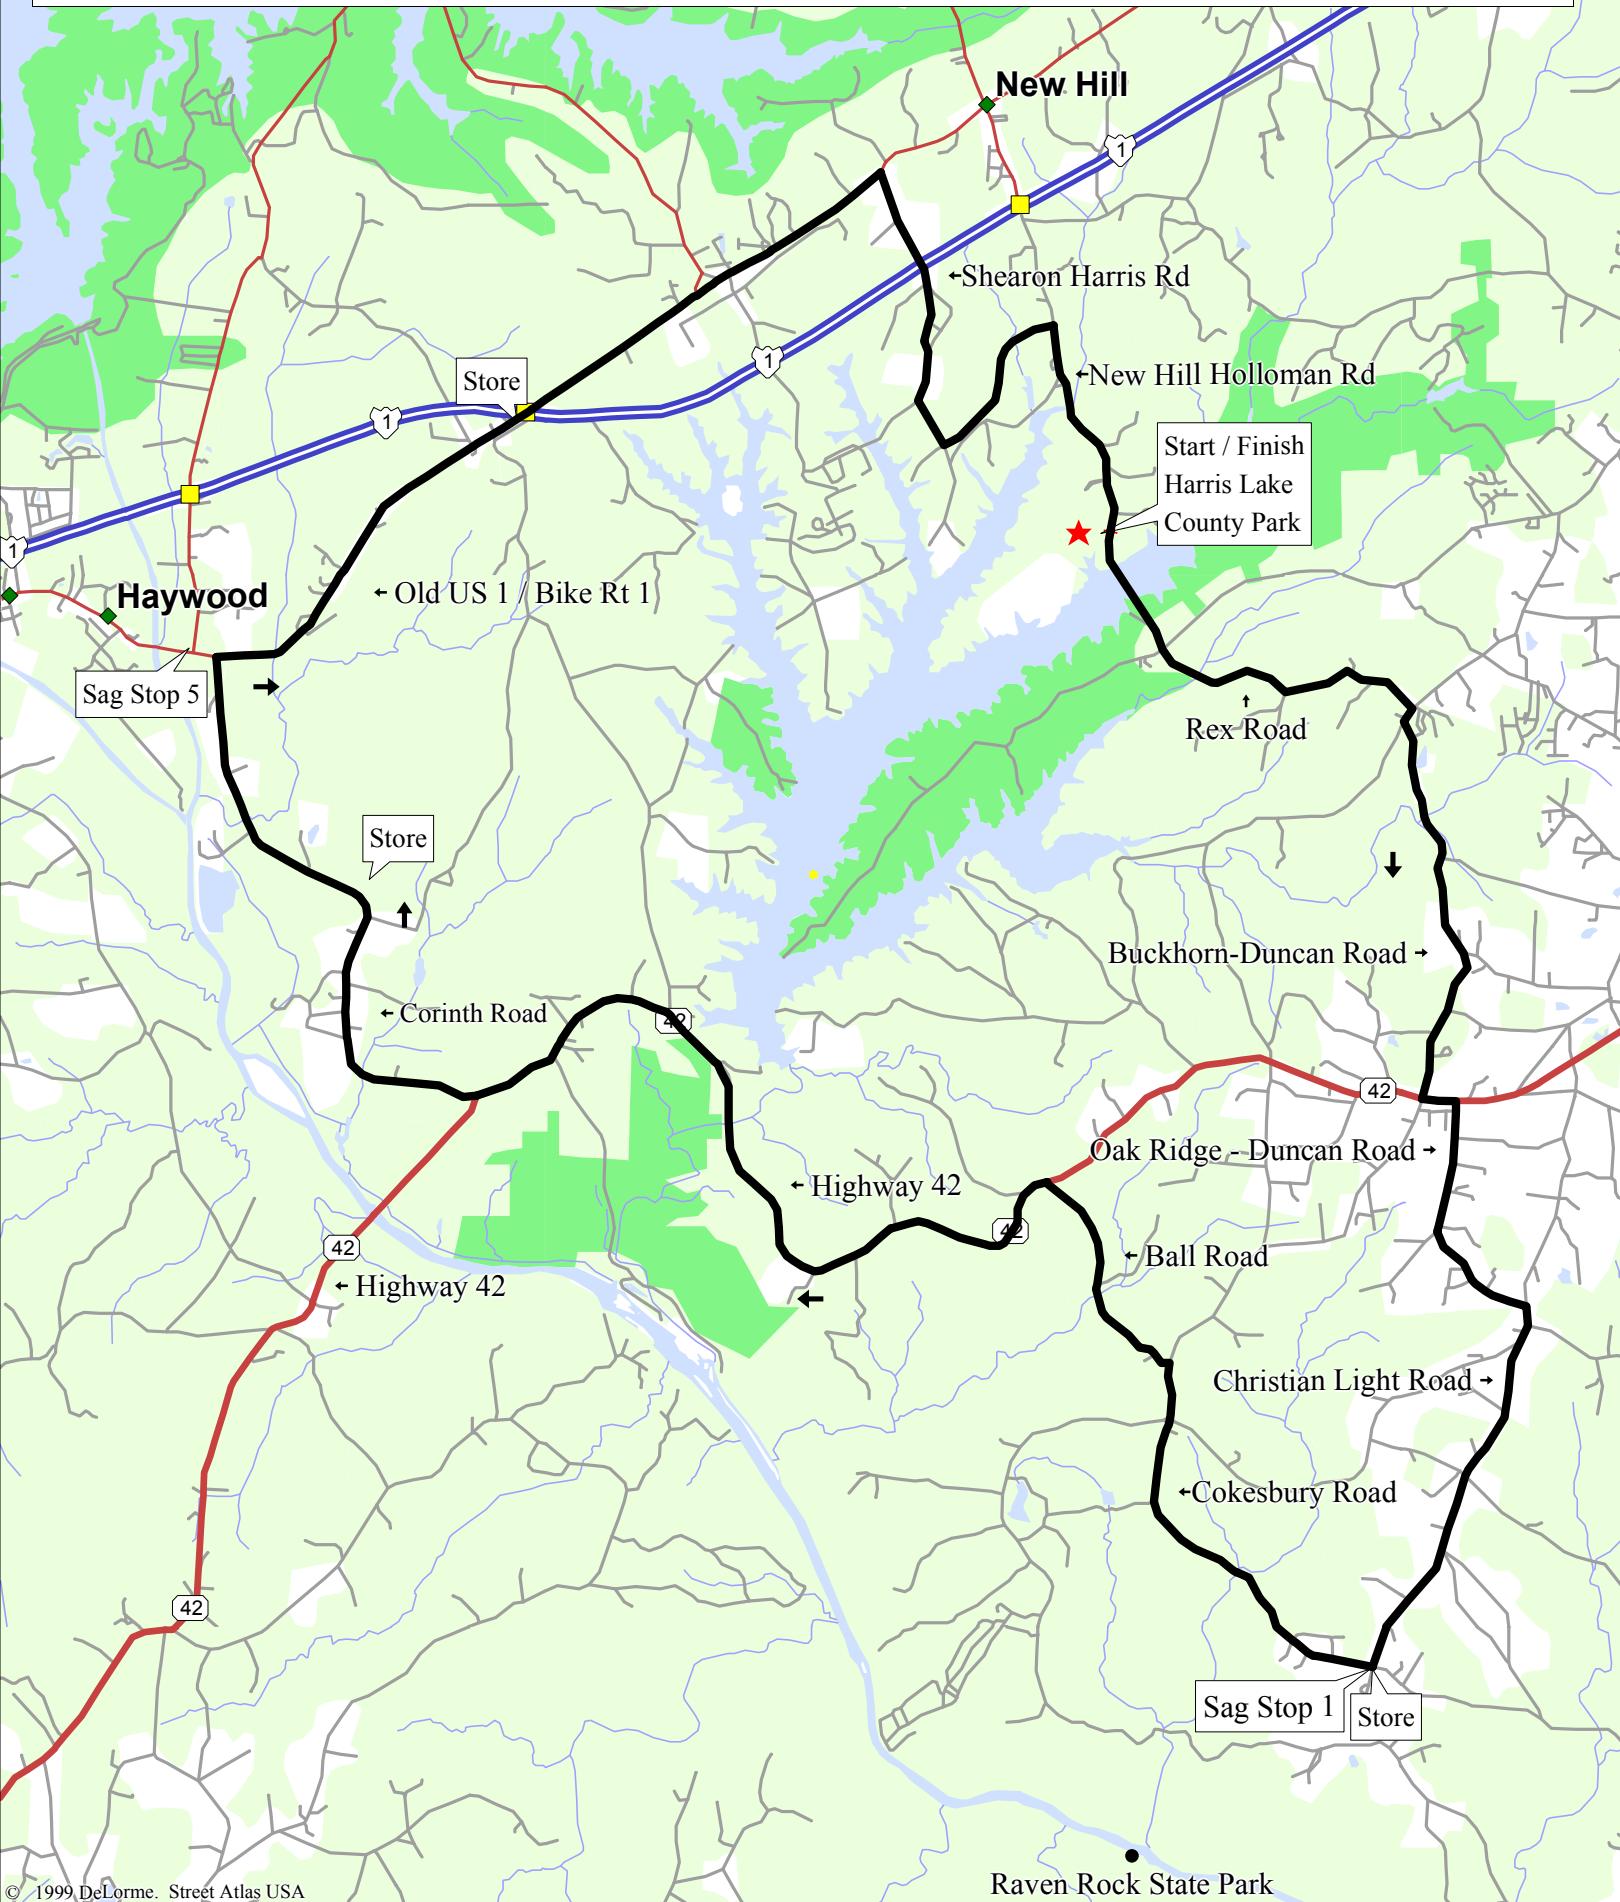 New Hill
1
←Shearon Harris Rd
1
Store
←New Hill Holloman Rd
1
Start / Finish
Harris Lake
County Park
1
Haywood
← Old US 1 / Bike Rt 1
Sag Stop 5
Rex Road
Store
Buckhorn-Duncan Road →
← Corinth Road
42
42
Oak Ridge - Duncan Road →
← Highway 42
42
← Ball Road
42
← Highway 42
Christian Light Road →
←Cokesbury Road
42
Sag Stop 1
Store
Raven Rock State Park
© 1999 DeLorme. Street Atlas USA